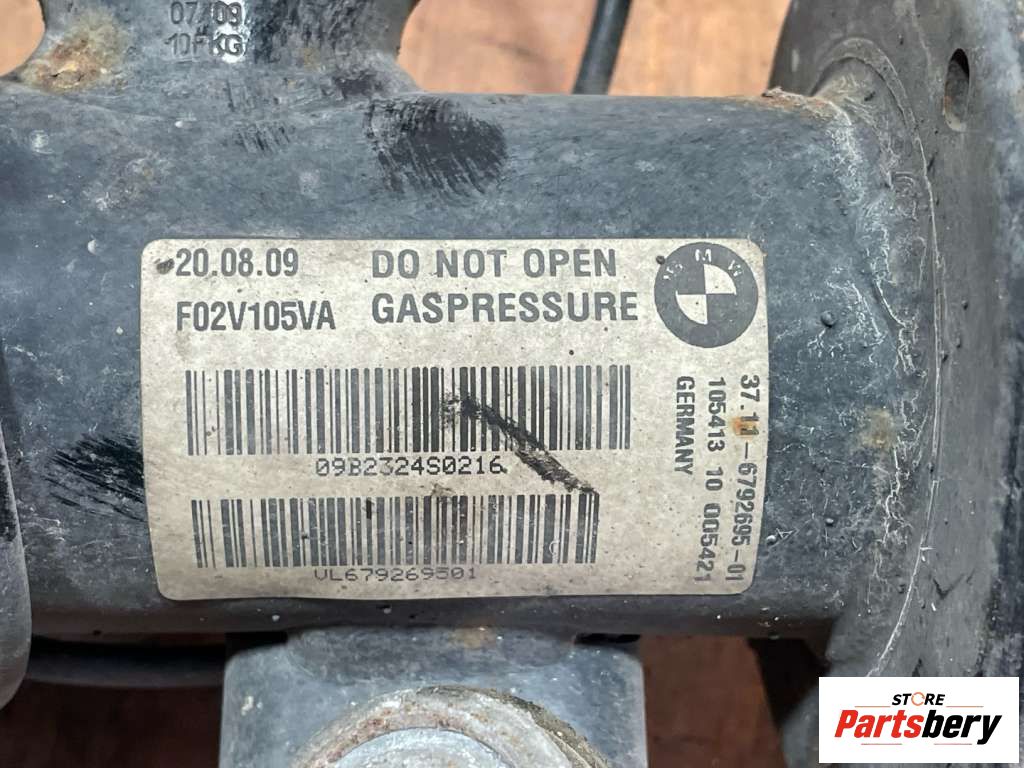 07/09
10FKG
20.08.09 DO NOT OPEN
F02V105VA GASPRESSURE
BMW
09B2324S0216
VL679269501
37.11-6792695-01
105413 10 005421
GERMANY
STORE
Partsbery